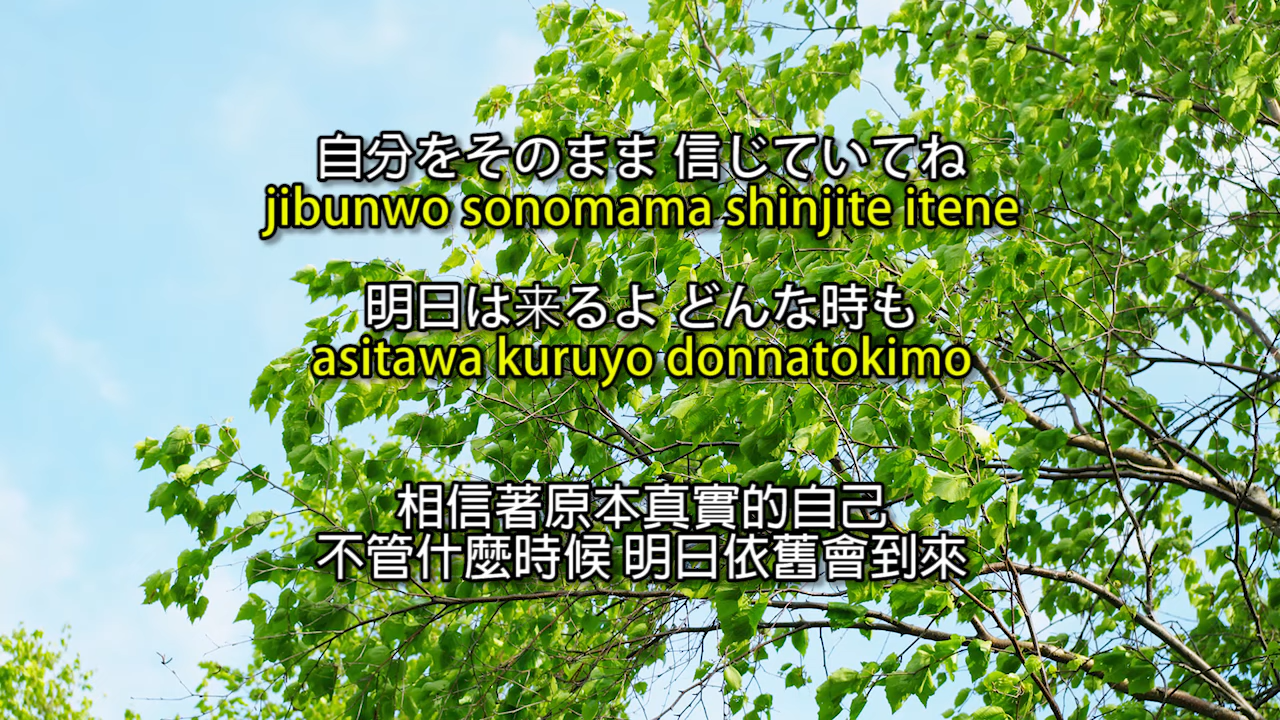 自分をそのまま 信じていてね
jibunwo sonomama shinjite itene
明日は来るよ どんな時も
asitawa kuruyo donnatokimo
相信著原本真實的自己
不管什麼時候 明日依舊會到來